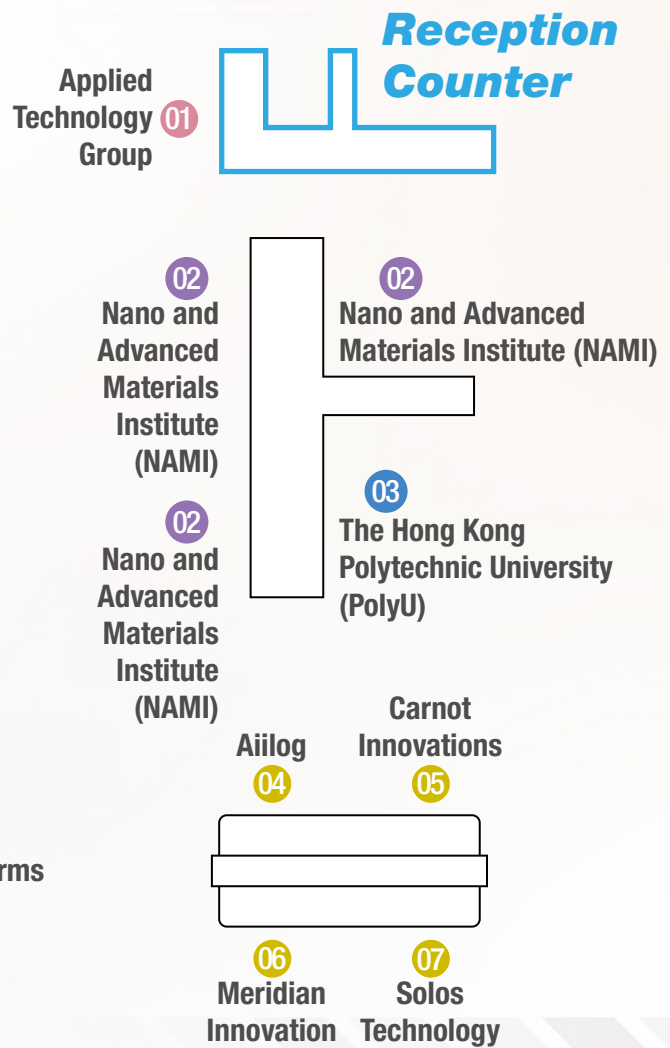 Reception
Counter
Applied
Technology
Group
01
02
Nano and
Advanced
Materials
Institute
(NAMI)
02
Nano and Advanced
Materials Institute (NAMI)
02
Nano and
Advanced
Materials
Institute
(NAMI)
03
The Hong Kong
Polytechnic University
(PolyU)
Aiilog
04
Carnot
Innovations
05
rms
06
Meridian
Innovation
07
Solos
Technology